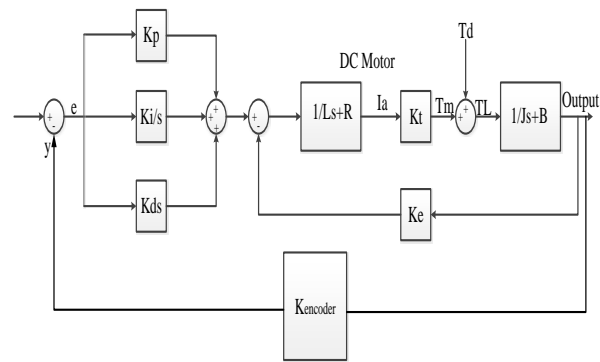 Kp
Td
DC Motor
e
Ki/s
1/Ls+R
Ia
Kt
Tm
TL
1/Js+B
Output
y
Kds
Ke
Kencoder